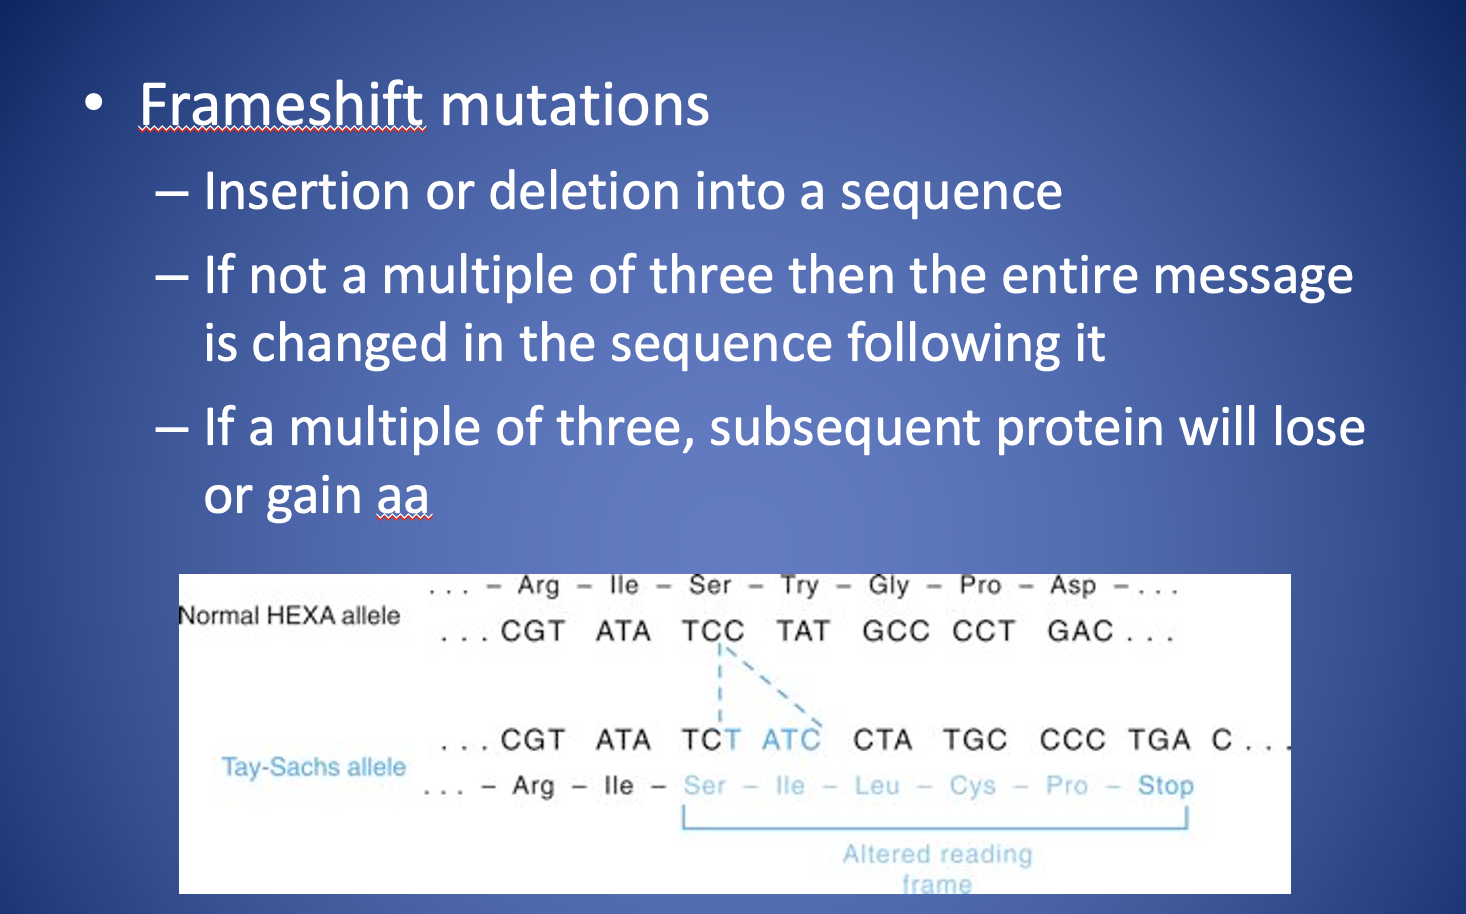 • Frameshift mutations
– Insertion or deletion into a sequence
– If not a multiple of three then the entire message
is changed in the sequence following it
– If a multiple of three, subsequent protein will lose
or gain aa
. . . – Arg – Ile – Ser – Try – Gly – Pro – Asp – . . .
Normal HEXA allele
. . . CGT ATA TCC TAT GCC CCT GAC . . .
. . . CGT ATA TCT ATC CTA TGC CCC TGA C . . .
Tay-Sachs allele
. . . – Arg – Ile – Ser – Ile – Leu – Cys – Pro – Stop
Altered reading
frame